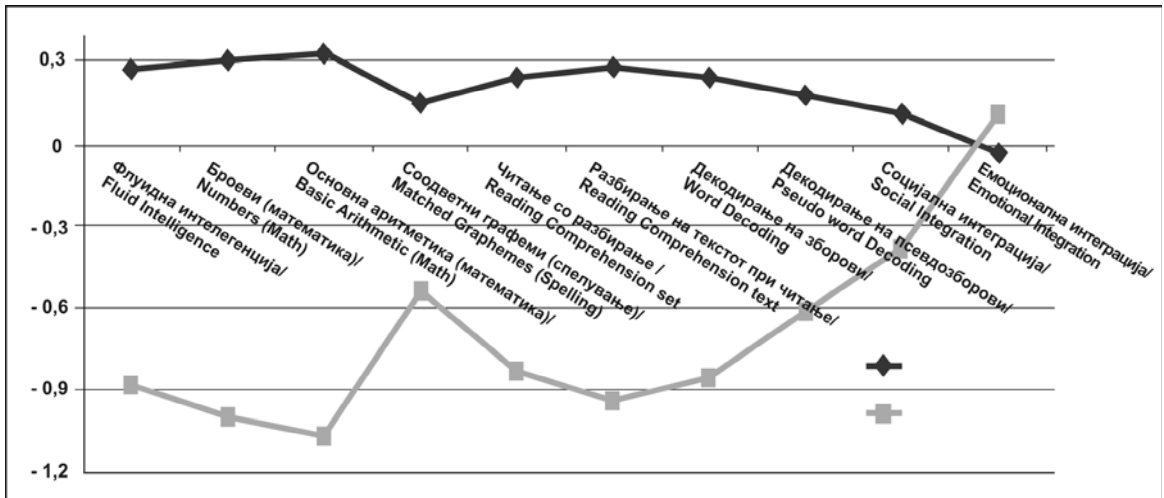 0,3
0
- 0,3
- 0,6
- 0,9
- 1,2
Флуидна интелегенција/
Fluid Intelligence
Броеви (математика)/
Numbers (Math)
Основна аритметика (математика)/
Basic Arithmetic (Math)
Соодветни графеми (спелување)/
Matched Graphemes (Spelling)
Читање со разбирање /
Reading Comprehension set
Разбирање на текстот при читање/
Reading Comprehension text
Декодирање на зборови/
Word Decoding
Декодирање на псевдозборови/
Pseudo word Decoding
Социјална интеграција/
Social Integration
Емоционална интеграција/
Emotional Integration